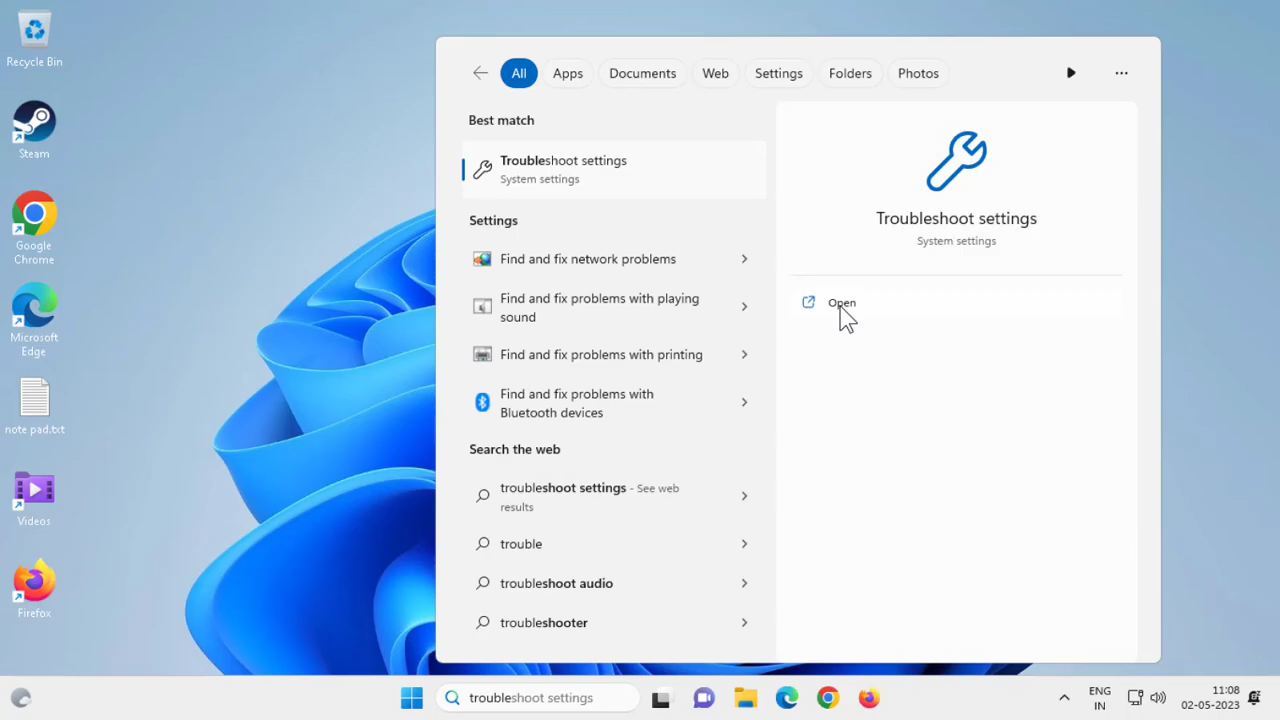 Recycle Bin
Steam
Google
Chrome
Microsoft
Edge
note pad.txt
Videos
Firefox
All
Apps
Documents
Web
Settings
Folders
Photos
Best match
Troubleshoot settings
System settings
Settings
Find and fix network problems
Find and fix problems with playing
sound
Find and fix problems with printing
Find and fix problems with
Bluetooth devices
Search the web
troubleshoot settings - See web
results
trouble
troubleshoot audio
troubleshooter
Troubleshoot settings
System settings
Open
troubleshoot settings
ENG
IN
11:08
02-05-2023